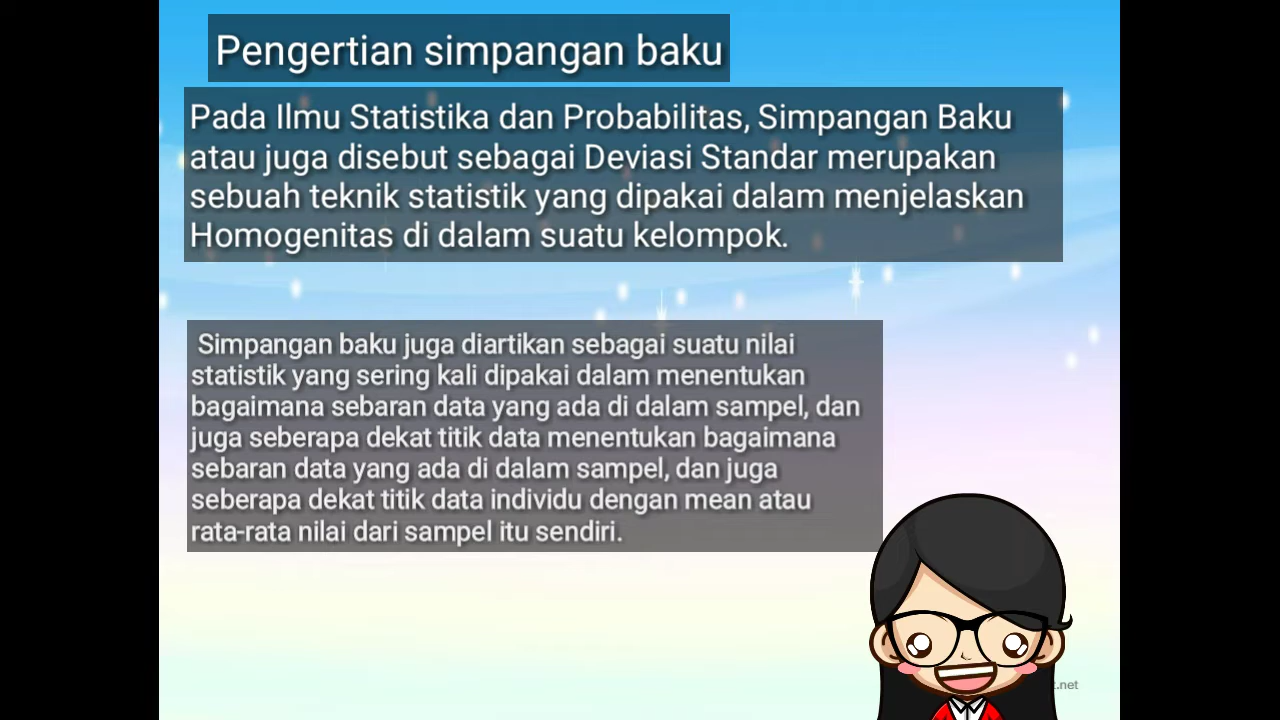 Pengertian simpangan baku
Pada Ilmu Statistika dan Probabilitas, Simpangan Baku
atau juga disebut sebagai Deviasi Standar merupakan
sebuah teknik statistik yang dipakai dalam menjelaskan
Homogenitas di dalam suatu kelompok.
Simpangan baku juga diartikan sebagai suatu nilai
statistik yang sering kali dipakai dalam menentukan
bagaimana sebaran data yang ada di dalam sampel, dan
juga seberapa dekat titik data menentukan bagaimana
sebaran data yang ada di dalam sampel, dan juga
seberapa dekat titik data individu dengan mean atau
rata-rata nilai dari sampel itu sendiri.